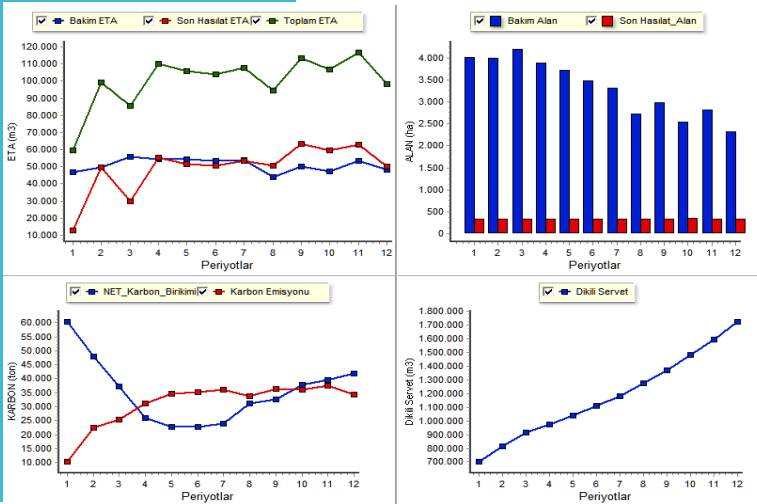 Bakim ETA Son Hasılat ETA Toplam ETA
120.000
110.000
100.000
90.000
80.000
70.000
60.000
50.000
40.000
30.000
20.000
10.000
ETA (m3)
1 2 3 4 5 6 7 8 9 10 11 12
Periyotlar
Bakım Alan Son Hasılat_Alan
4.000
3.500
3.000
2.500
2.000
1.500
1.000
500
0
ALAN (ha)
1 2 3 4 5 6 7 8 9 10 11 12
Periyotlar
NET_Karbon_Birikimi Karbon Emisyonu
60.000
55.000
50.000
45.000
40.000
35.000
30.000
25.000
20.000
15.000
10.000
KARBON (ton)
1 2 3 4 5 6 7 8 9 10 11 12
Periyotlar
Dikili Servet
1.800.000
1.700.000
1.600.000
1.500.000
1.400.000
1.300.000
1.200.000
1.100.000
1.000.000
900.000
800.000
700.000
Dikili Servet (m3)
1 2 3 4 5 6 7 8 9 10 11 12
Periyotlar